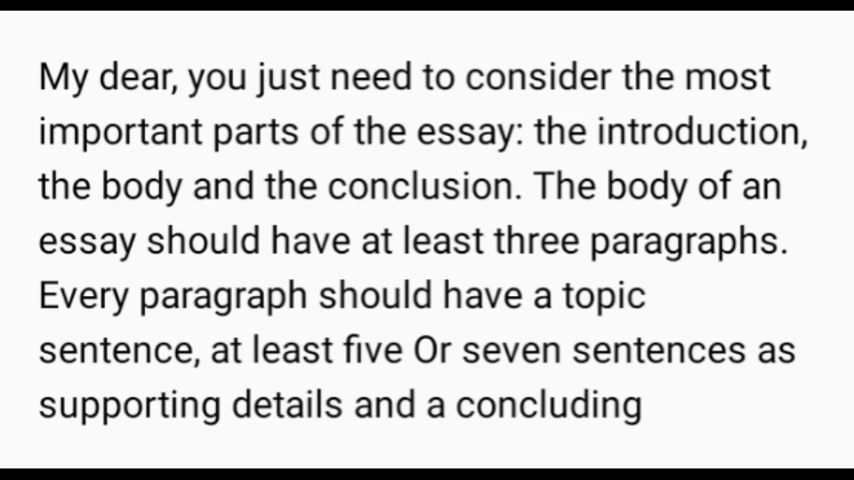 My dear, you just need to consider the most
important parts of the essay: the introduction,
the body and the conclusion. The body of an
essay should have at least three paragraphs.
Every paragraph should have a topic
sentence, at least five Or seven sentences as
supporting details and a concluding